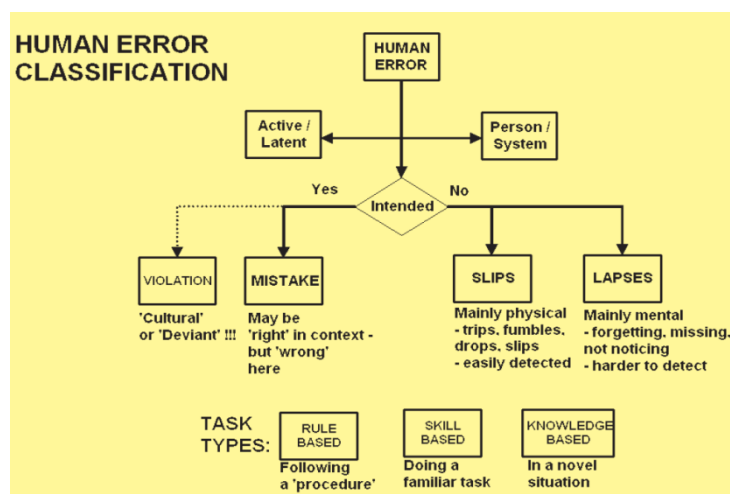 HUMAN ERROR
CLASSIFICATION
HUMAN
ERROR
Active /
Latent
Person /
System
Yes
No
Intended
VIOLATION
MISTAKE
SLIPS
LAPSES
'Cultural'
or 'Deviant' !!!
May be
'right' in context -
but 'wrong'
here
Mainly physical
- trips, fumbles,
drops, slips
- easily detected
Mainly mental
- forgetting, missing,
not noticing
- harder to detect
TASK
TYPES:
RULE
BASED
SKILL
BASED
KNOWLEDGE
BASED
Following
a 'procedure'
Doing a
familiar task
In a novel
situation